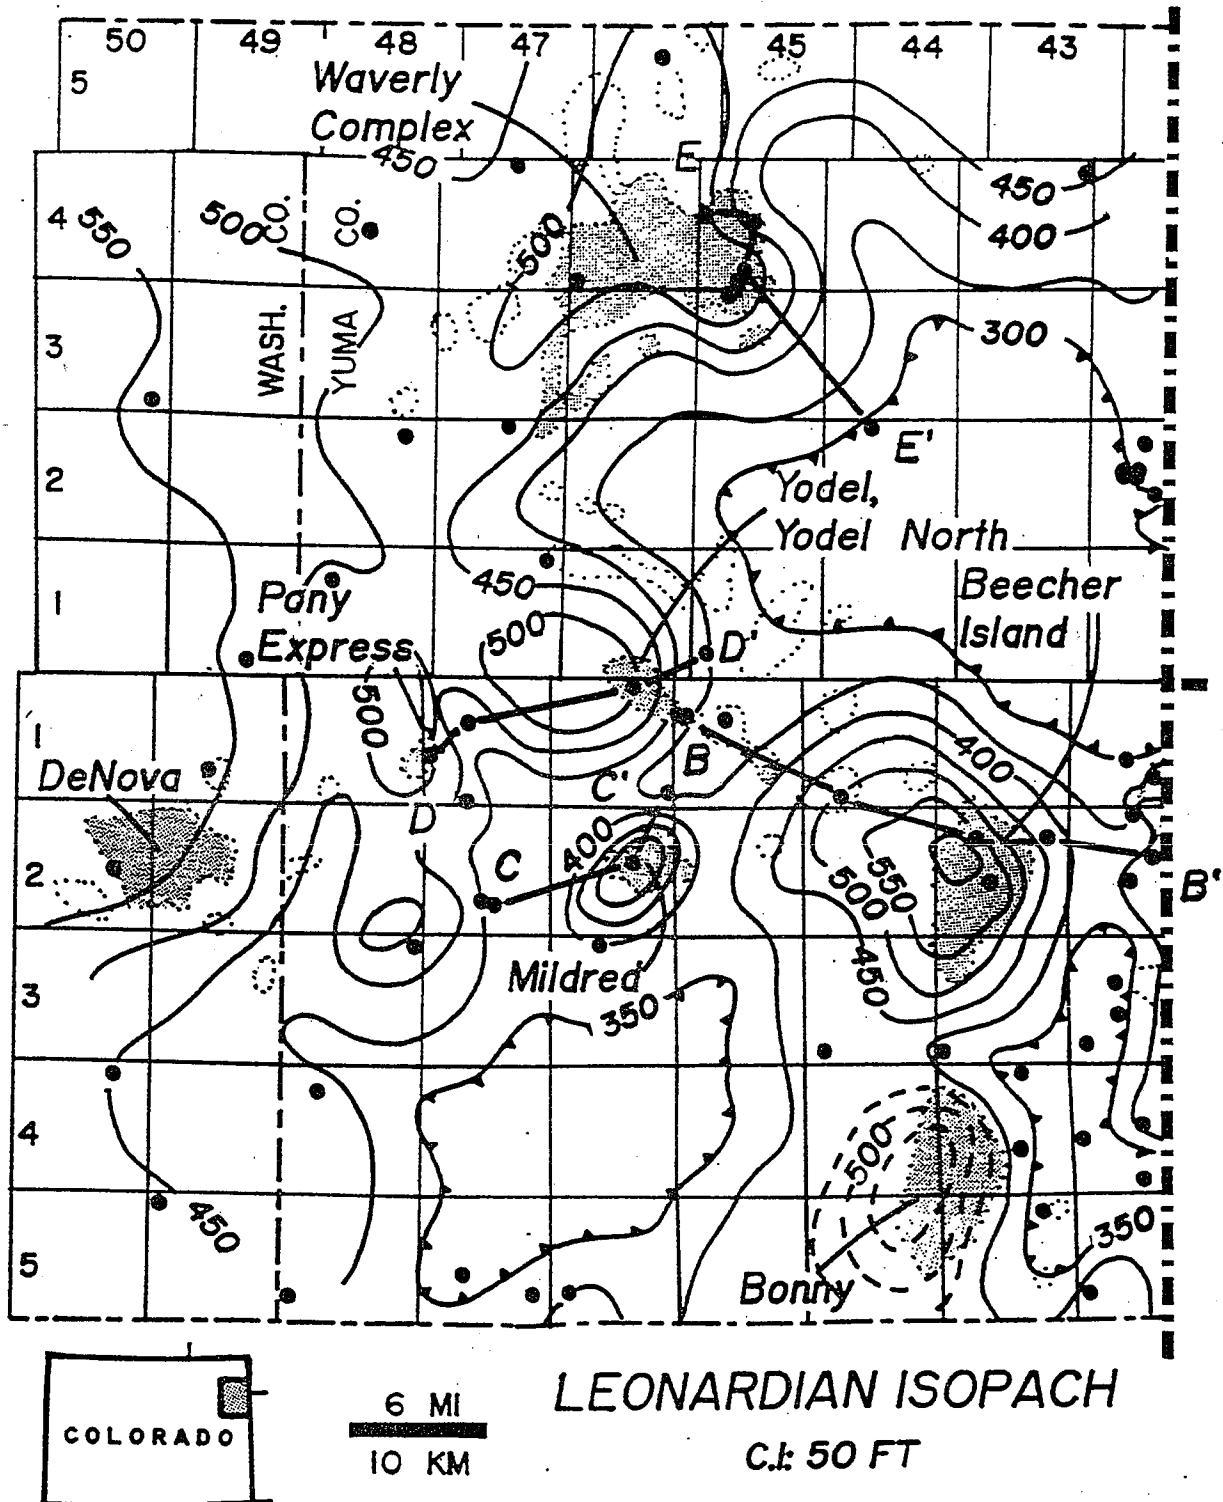 50 49 48 47 45 44 43
5
Waverly
Complex
450
E
450
400
4
550
500
CO.
CO.
500
3
WASH.
YUMA
300
E'
2
Yodel,
Yodel North
1
Pony
Express
450
500
D'
Beecher
Island
500
1
DeNova
D
C'
B
400
2
C
400
550
500
450
B'
3
Mildred
350
4
500
450
350
5
Bonny
COLORADO
6 MI
10 KM
LEONARDIAN ISOPACH
C.I: 50 FT